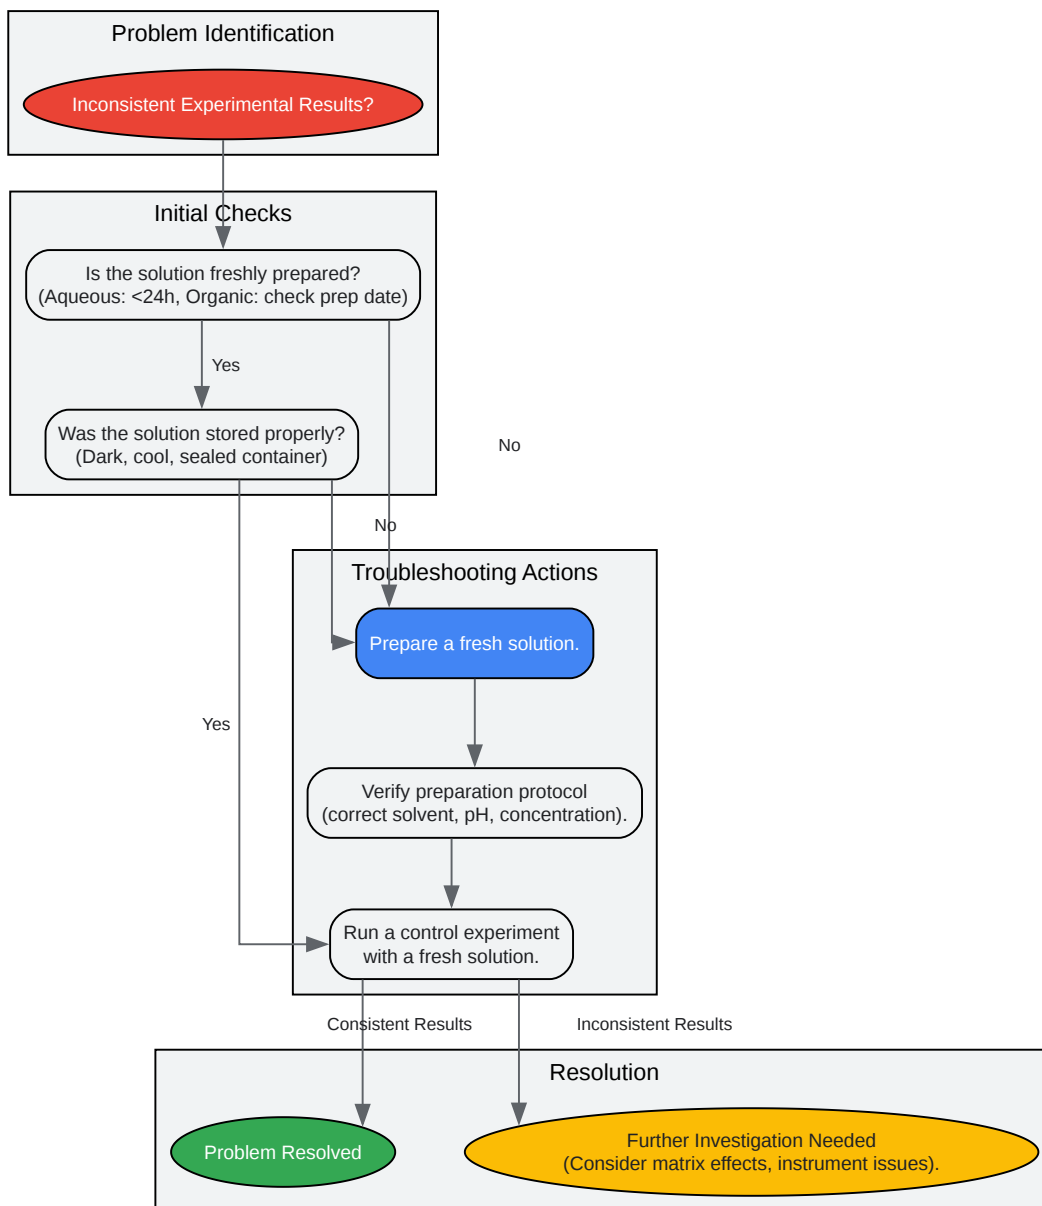 Problem Identification
Inconsistent Experimental Results?
Initial Checks
Is the solution freshly prepared?
(Aqueous: <24h, Organic: check prep date)
Yes
Was the solution stored properly?
(Dark, cool, sealed container)
No
No
Troubleshooting Actions
Prepare a fresh solution.
Yes
Verify preparation protocol
(correct solvent, pH, concentration).
Run a control experiment
with a fresh solution.
Consistent Results
Inconsistent Results
Resolution
Problem Resolved
Further Investigation Needed
(Consider matrix effects, instrument issues).